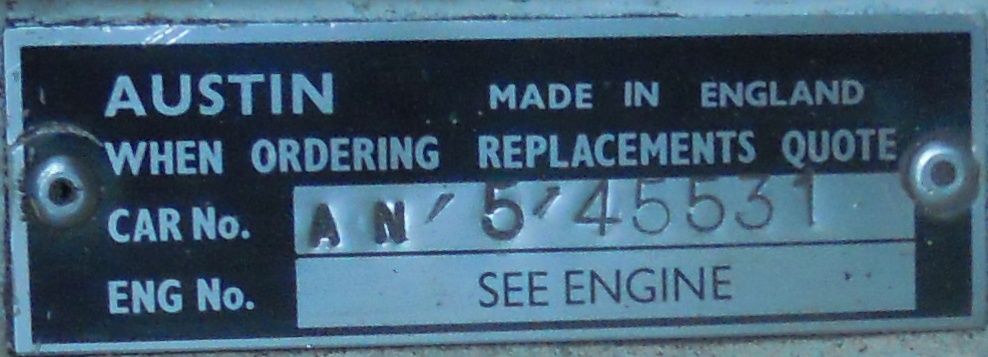 AUSTIN MADE IN ENGLAND
WHEN ORDERING REPLACEMENTS QUOTE
CAR No. A N ' 5 ' 45531
ENG No. SEE ENGINE